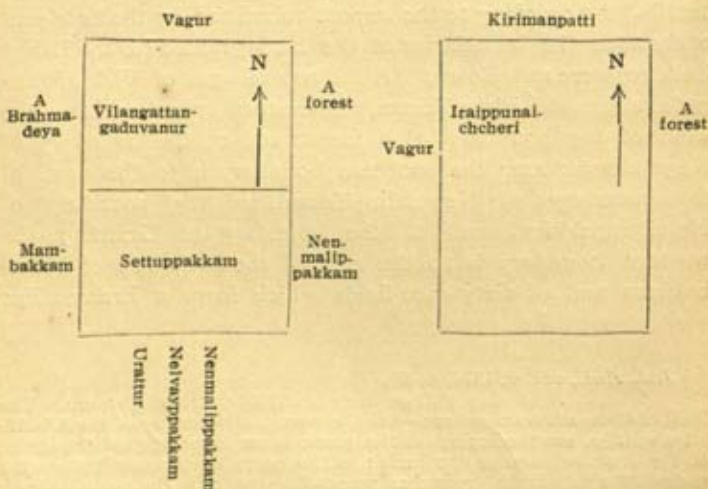 Vagur
N
A
Brahma-
deya
Vilangattan-
gaduvanur
A
forest
Mam-
bakkam
Settuppakkam
Nen-
malip-
pakkam
Urattur
Nelvayppakkam
Nenmalippakkam
Kirimanpatti
N
Iraippunai-
chcheri
Vagur
A
forest